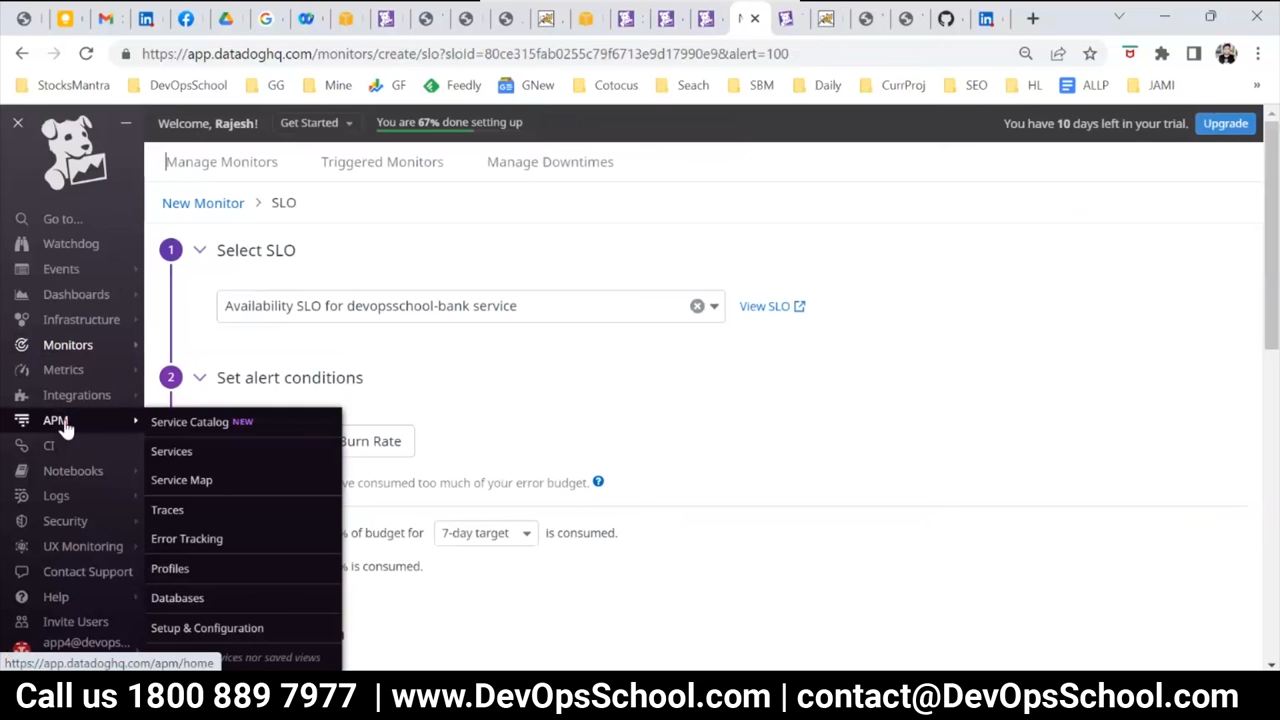 https://app.datadoghq.com/monitors/create/slo?sloId=80ce315fab0255c79f6713e9d17990e9&alert=100
StocksMantra
DevOpsSchool
GG
Mine
GF
Feedly
GNew
Cotocus
Seach
SBM
Daily
CurrProj
SEO
HL
ALLP
JAMI
»
Welcome, Rajesh!
Get Started
You are 67% done setting up
You have 10 days left in your trial.
Upgrade
Manage Monitors
Triggered Monitors
Manage Downtimes
New Monitor > SLO
Go to...
Watchdog
Events
Dashboards
Infrastructure
Monitors
Metrics
Integrations
APM
CI
Notebooks
Logs
Security
UX Monitoring
Contact Support
Help
Invite Users
app4@devops...
1
Select SLO
Availability SLO for devopsschool-bank service
View SLO
2
Set alert conditions
Burn Rate
consumed too much of your error budget.
% of budget for
7-day target
is consumed.
% is consumed.
Service Catalog NEW
Services
Service Map
Traces
Error Tracking
Profiles
Databases
Setup & Configuration
nor saved views
https://app.datadoghq.com/apm/home
Call us 1800 889 7977 | www.DevOpsSchool.com | contact@DevOpsSchool.com